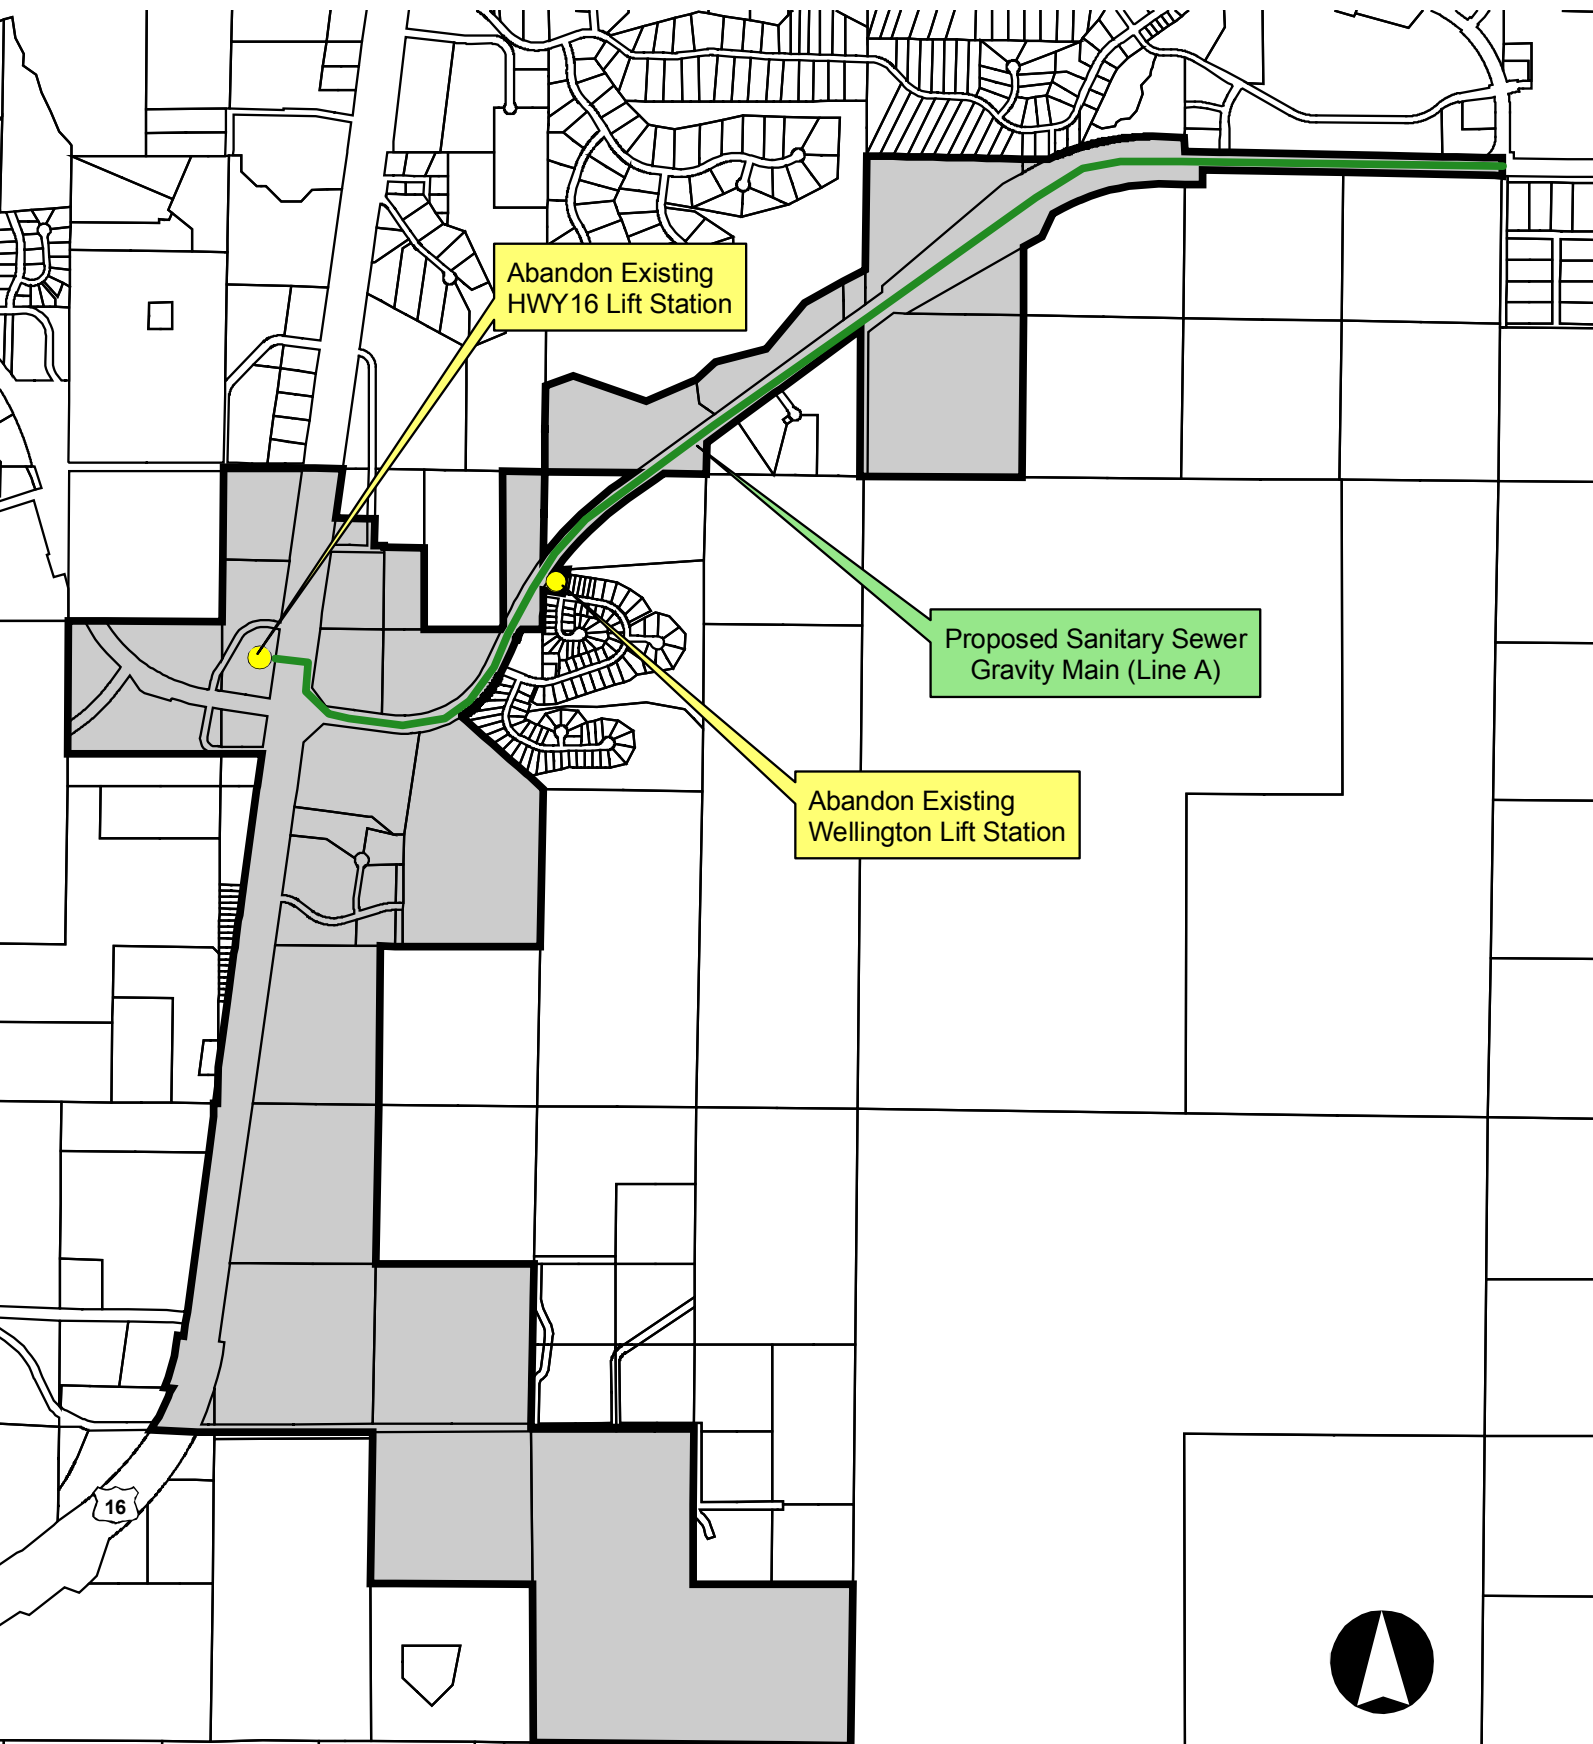 Abandon Existing
HWY16 Lift Station
Proposed Sanitary Sewer
Gravity Main (Line A)
Abandon Existing
Wellington Lift Station
16